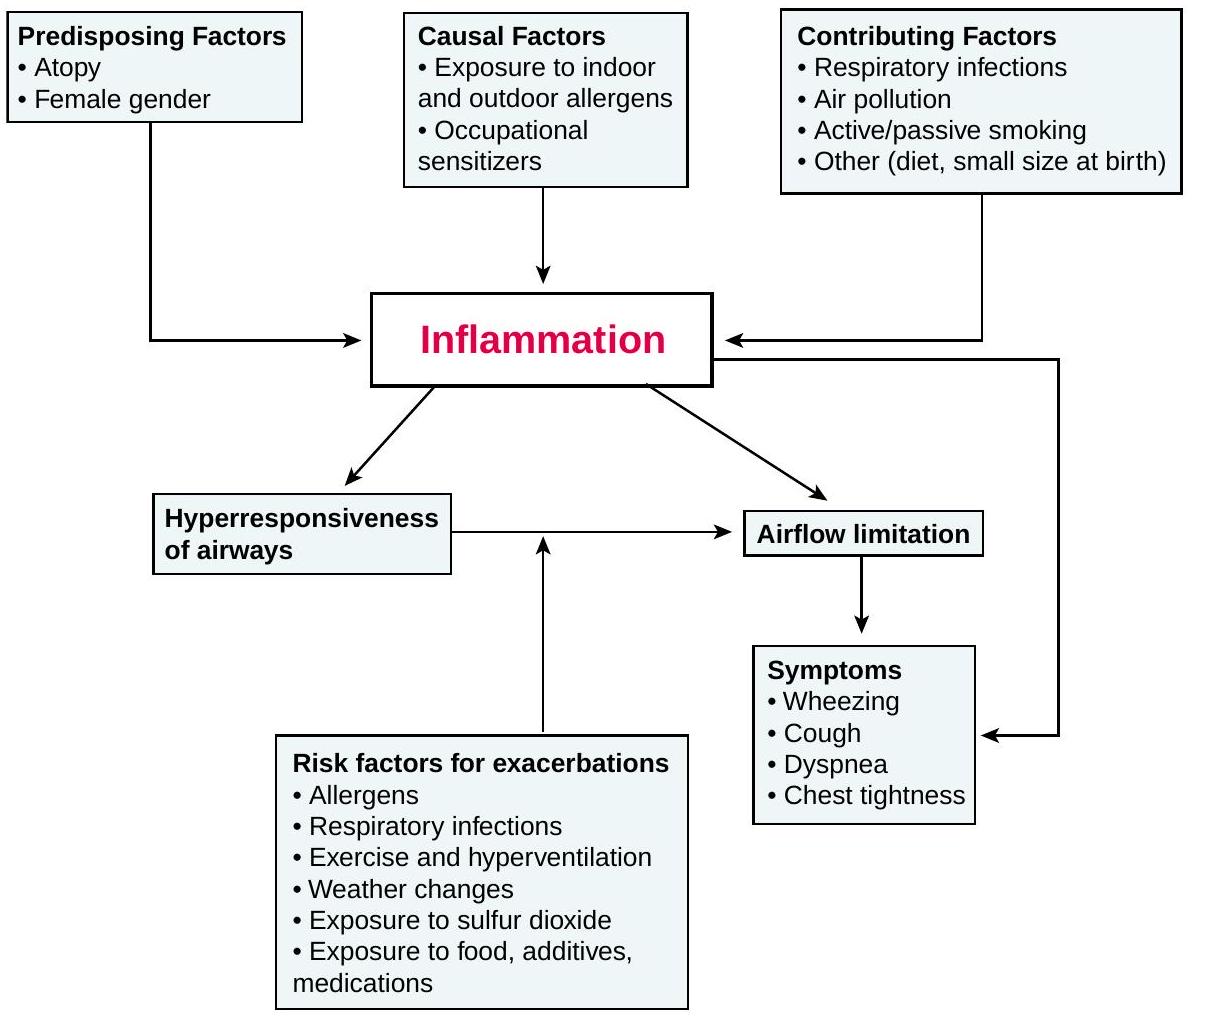 Predisposing Factors
• Atopy
• Female gender
Causal Factors
• Exposure to indoor
and outdoor allergens
• Occupational
sensitizers
Contributing Factors
• Respiratory infections
• Air pollution
• Active/passive smoking
• Other (diet, small size at birth)
Inflammation
Hyperresponsiveness
of airways
Airflow limitation
Symptoms
• Wheezing
• Cough
• Dyspnea
• Chest tightness
Risk factors for exacerbations
• Allergens
• Respiratory infections
• Exercise and hyperventilation
• Weather changes
• Exposure to sulfur dioxide
• Exposure to food, additives,
medications